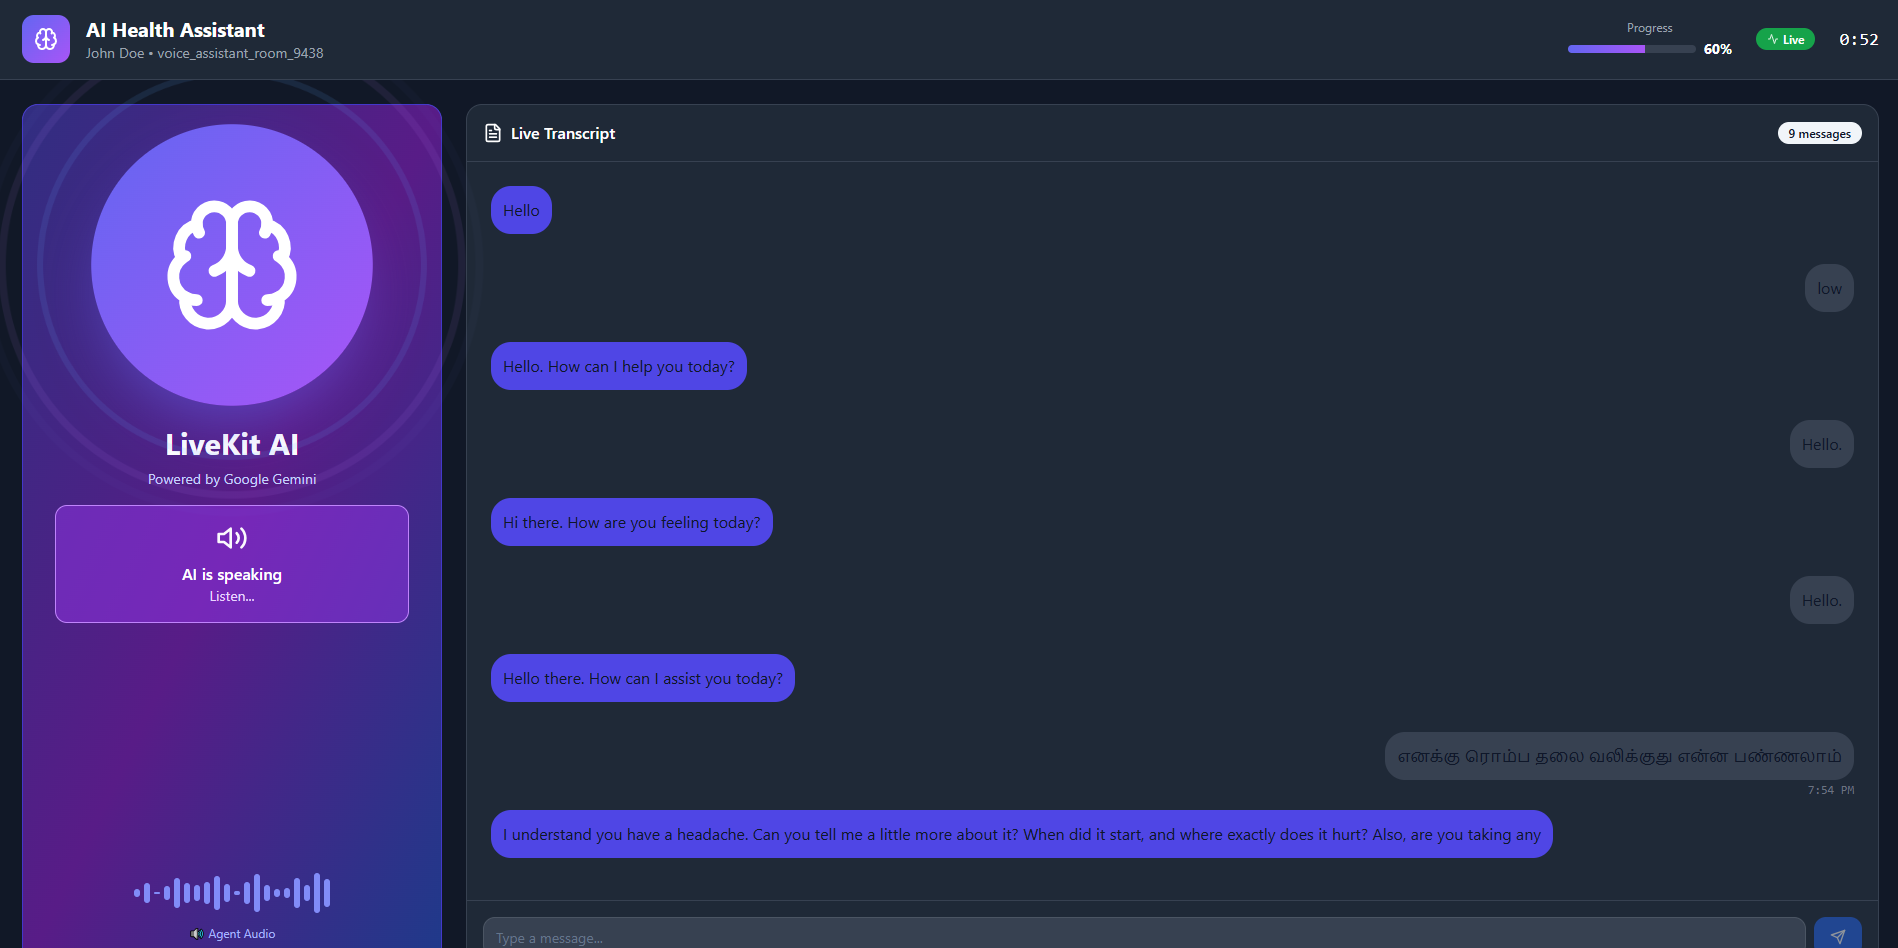 AI Health Assistant
John Doe • voice_assistant_room_9438
Progress
60%
Live
0:52
LiveKit AI
Powered by Google Gemini
AI is speaking
Listen...
Agent Audio
Live Transcript
9 messages
Hello
low
Hello. How can I help you today?
Hello.
Hi there. How are you feeling today?
Hello.
Hello there. How can I assist you today?
எனக்கு ரொம்ப தலை வலிக்குது என்ன பண்ணலாம்
7:54 PM
I understand you have a headache. Can you tell me a little more about it? When did it start, and where exactly does it hurt? Also, are you taking any
Type a message...